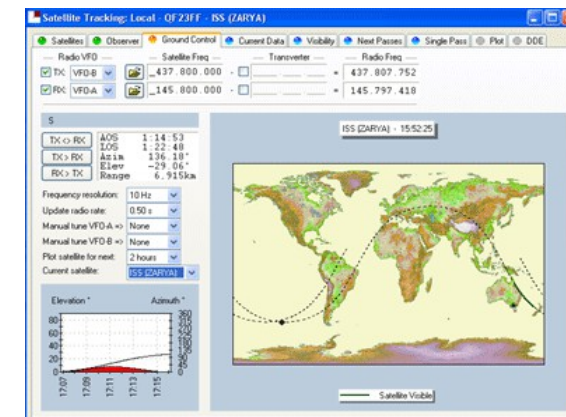 Satellite Tracking: Local - QF23FF - ISS (ZARYA)
Satellites Observer Ground Control Current Data Visibility Next Passes Single Pass Plot DDE
Radio VFO Satellite Freq Transverter Radio Freq
TX: VFO-B _437.800.000 - = 437.807.752
RX: VFO-A _145.800.000 - = 145.797.418
S
TX <> RX
TX > RX
RX > TX
AOS 1:14:53
LOS 1:22:48
Azim 136.18°
Elev -29.06°
Range 6.915km
Frequency resolution: 10 Hz
Update radio rate: 0.50 s
Manual tune VFO-A => None
Manual tune VFO-B => None
Plot satellite for next: 2 hours
Current satellite: ISS (ZARYA)
ISS (ZARYA) - 15:52:25
Elevation ° Azimuth °
80
60
40
20
360
45
0
17:07 17:09 17:11 17:13 17:15
Satellite Visible